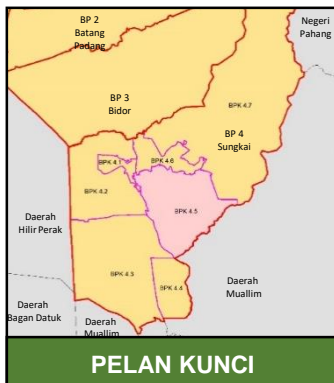 BP 2
Batang
Padang
Negeri
Pahang
BP 3
Bidor
BPK 4.7
BP 4
Sungkai
BPK 4.1
BPK 4.6
BPK 4.2
BPK 4.5
Daerah
Hilir Perak
BPK 4.3
BPK 4.4
Daerah
Muallim
Daerah
Bagan Datuk
Daerah
Muallim
PELAN KUNCI